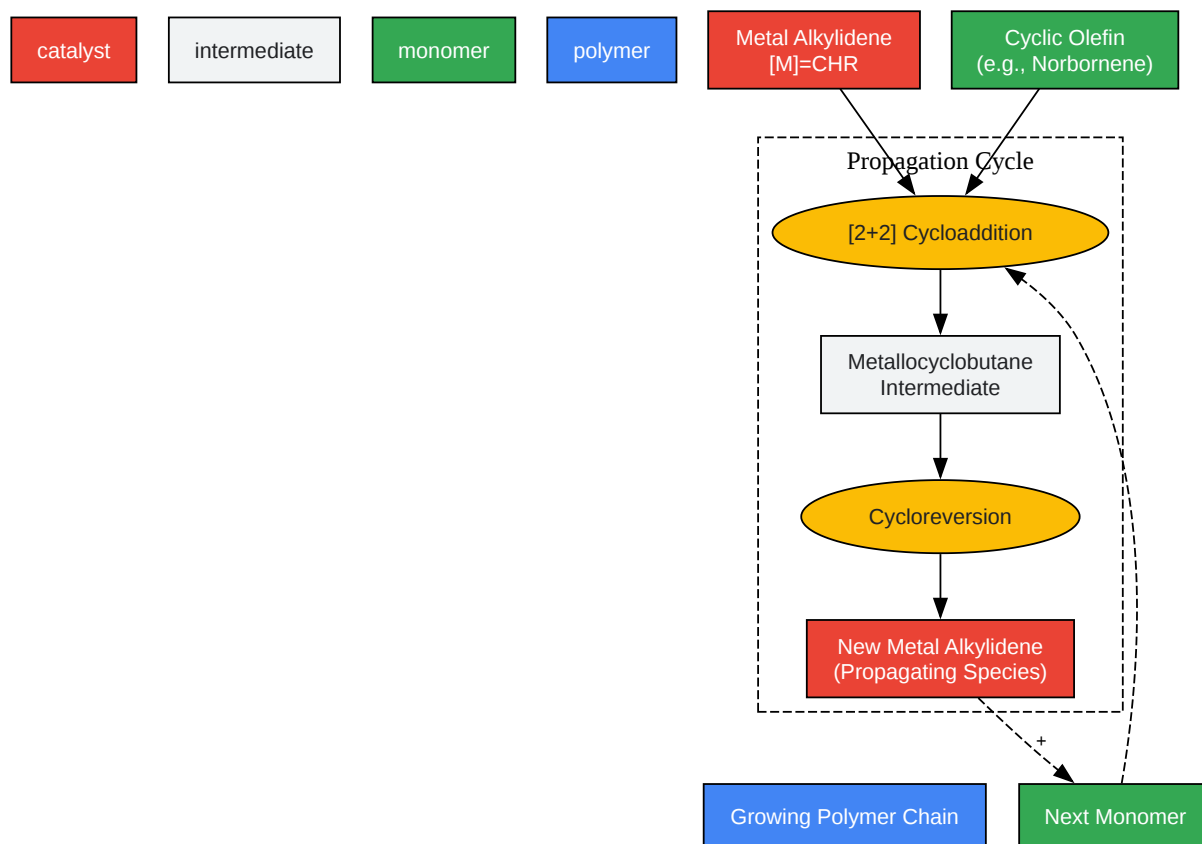 catalyst
intermediate
monomer
polymer
Metal Alkylidene
[M]=CHR
Cyclic Olefin
(e.g., Norbornene)
Propagation Cycle
[2+2] Cycloaddition
Metallocyclobutane
Intermediate
Cycloreversion
New Metal Alkylidene
(Propagating Species)
+
Growing Polymer Chain
Next Monomer